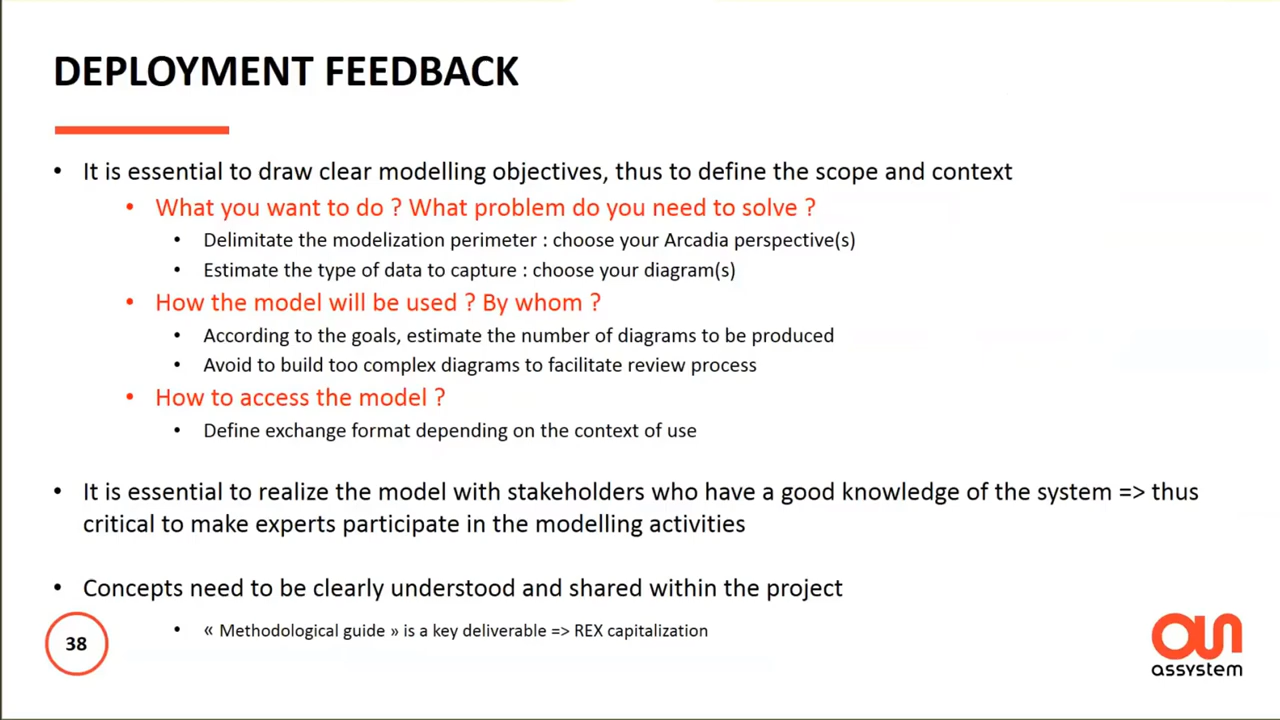 DEPLOYMENT FEEDBACK
• It is essential to draw clear modelling objectives, thus to define the scope and context
• What you want to do ? What problem do you need to solve ?
• Delimitate the modelization perimeter : choose your Arcadia perspective(s)
• Estimate the type of data to capture : choose your diagram(s)
• How the model will be used ? By whom ?
• According to the goals, estimate the number of diagrams to be produced
• Avoid to build too complex diagrams to facilitate review process
• How to access the model ?
• Define exchange format depending on the context of use
• It is essential to realize the model with stakeholders who have a good knowledge of the system => thus
critical to make experts participate in the modelling activities
• Concepts need to be clearly understood and shared within the project
• « Methodological guide » is a key deliverable => REX capitalization
38
assystem